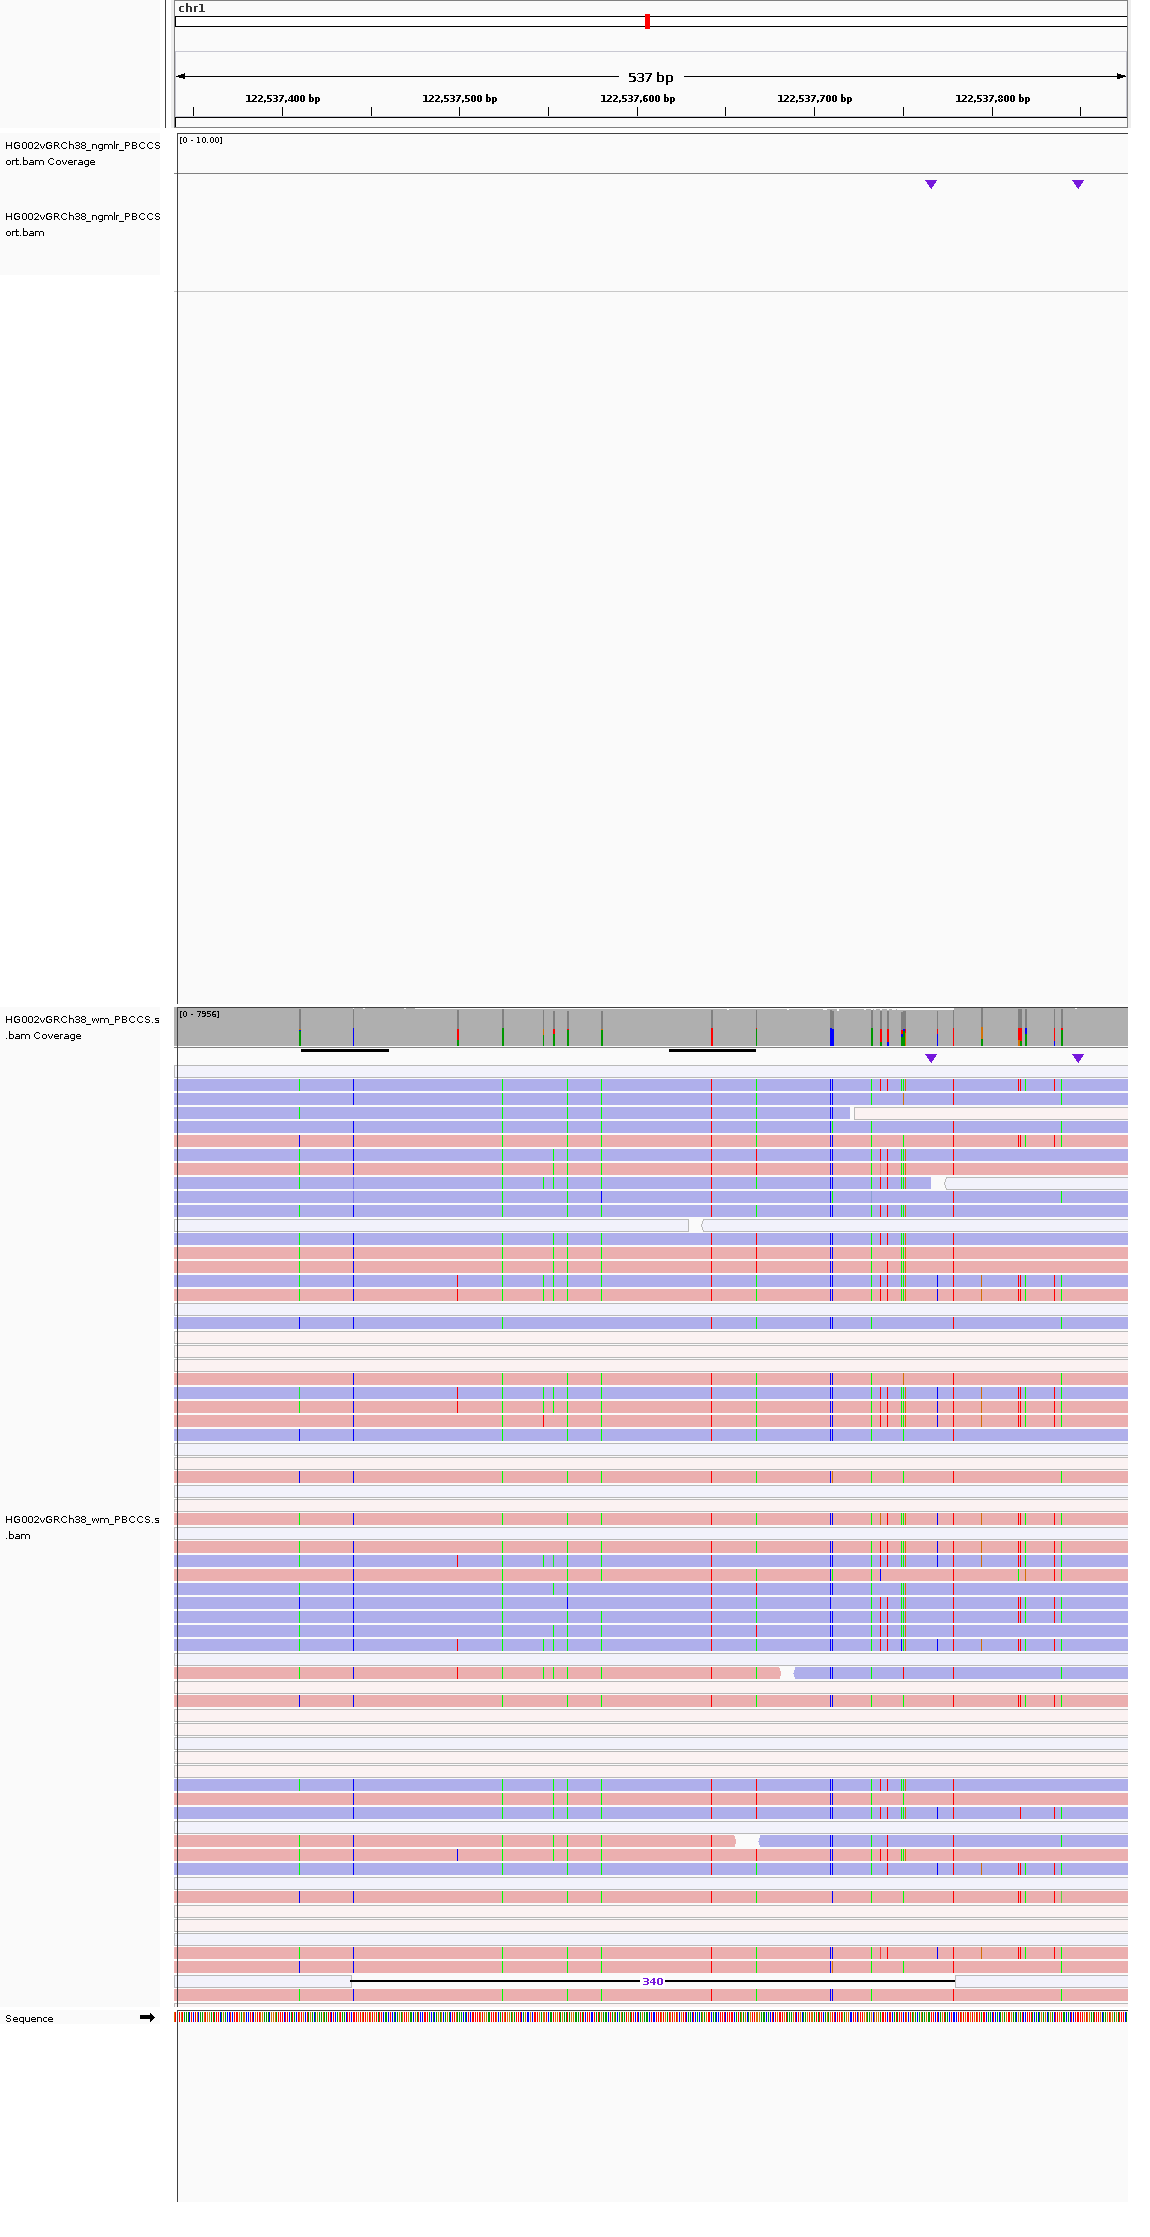 chr1
537 bp
122,537,400 bp 122,537,500 bp 122,537,600 bp 122,537,700 bp 122,537,800 bp
HG002vGRCh38_ngmlr_PBCCS
ort.bam Coverage
[0 - 10.00]
HG002vGRCh38_ngmlr_PBCCS
ort.bam
HG002vGRCh38_wm_PBCCS.s
.bam Coverage
[0 - 7956]
HG002vGRCh38_wm_PBCCS.s
.bam
340
Sequence